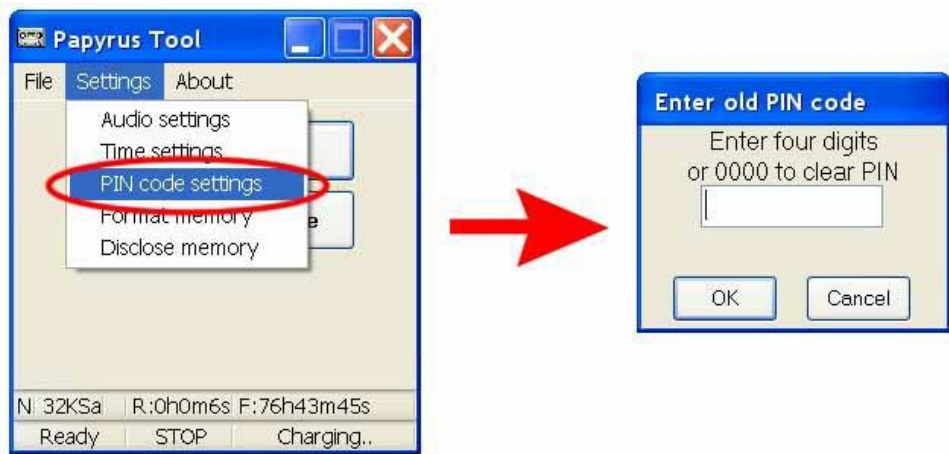 Papyrus Tool
File Settings About
Audio settings
Time settings
PIN code settings
Format memory
Disclose memory
e
N 32KSa R:0h0m6s F:76h43m45s
Ready STOP Charging..
Enter old PIN code
Enter four digits
or 0000 to clear PIN
OK Cancel